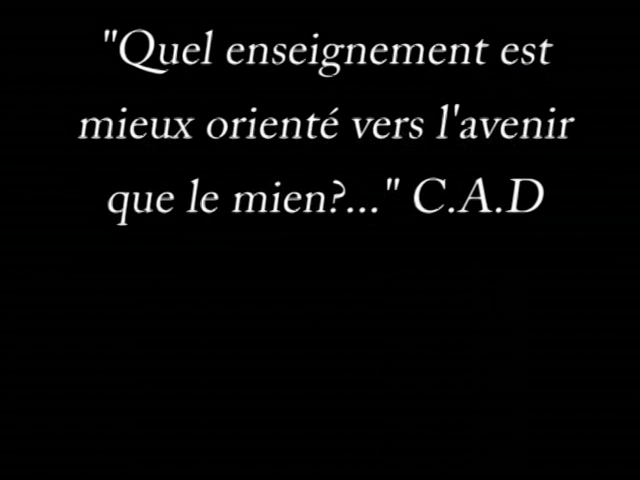 "Quel enseignement est
mieux orienté vers l'avenir
que le mien?..." C.A.D